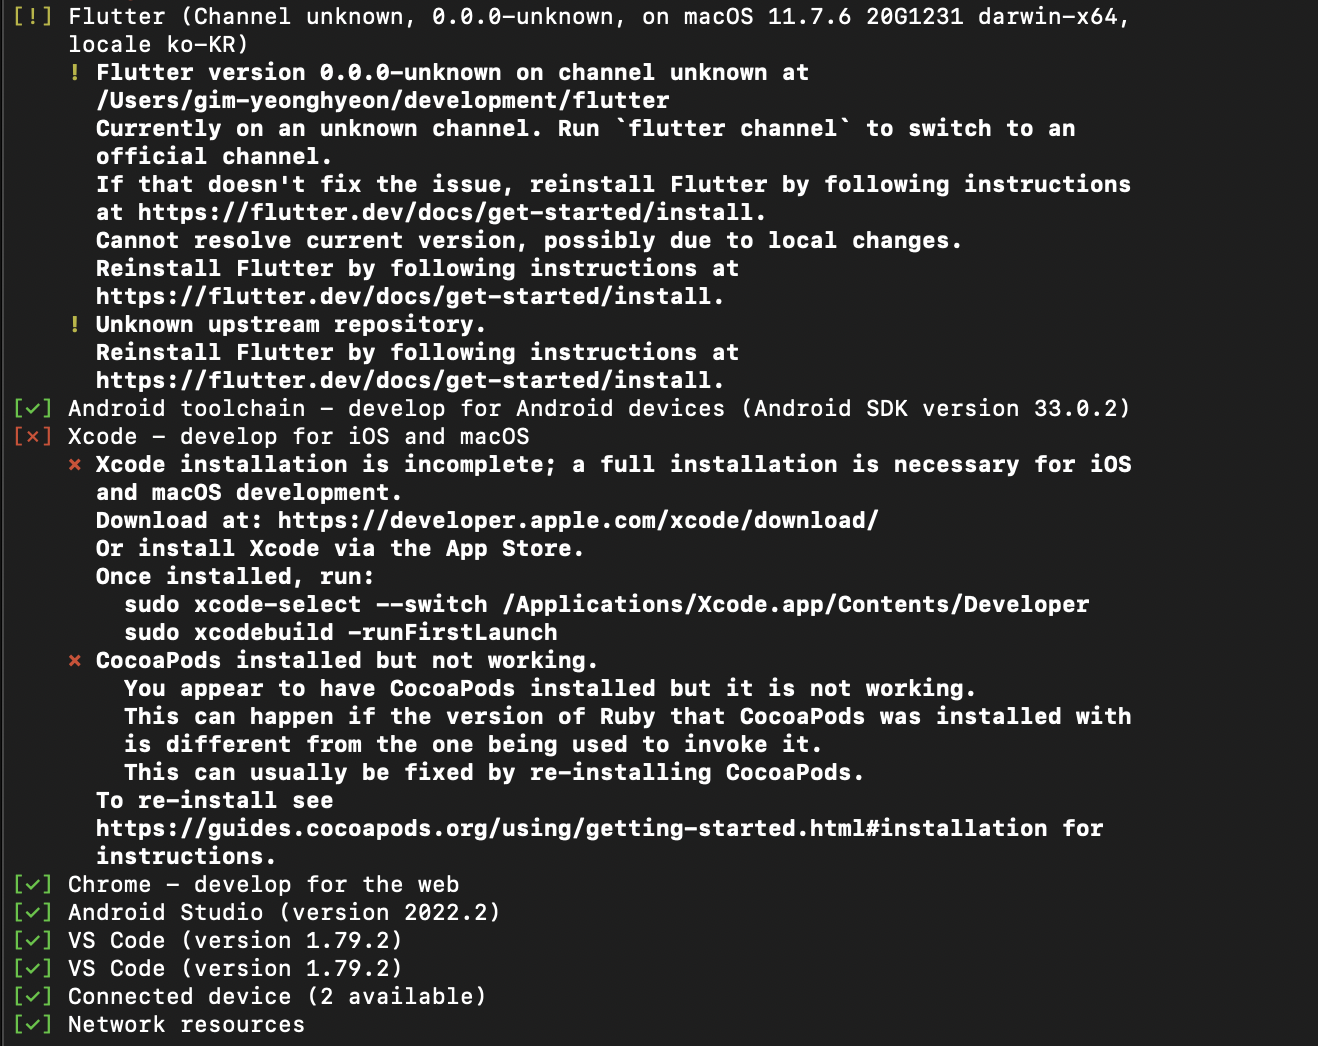 [!] Flutter (Channel unknown, 0.0.0-unknown, on macOS 11.7.6 20G1231 darwin-x64,
locale ko-KR)
! Flutter version 0.0.0-unknown on channel unknown at
/Users/gim-yeonghyeon/development/flutter
Currently on an unknown channel. Run `flutter channel` to switch to an
official channel.
If that doesn't fix the issue, reinstall Flutter by following instructions
at https://flutter.dev/docs/get-started/install.
Cannot resolve current version, possibly due to local changes.
Reinstall Flutter by following instructions at
https://flutter.dev/docs/get-started/install.
! Unknown upstream repository.
Reinstall Flutter by following instructions at
https://flutter.dev/docs/get-started/install.
[✓] Android toolchain – develop for Android devices (Android SDK version 33.0.2)
[✗] Xcode – develop for iOS and macOS
✗ Xcode installation is incomplete; a full installation is necessary for iOS
and macOS development.
Download at: https://developer.apple.com/xcode/download/
Or install Xcode via the App Store.
Once installed, run:
sudo xcode-select --switch /Applications/Xcode.app/Contents/Developer
sudo xcodebuild -runFirstLaunch
✗ CocoaPods installed but not working.
You appear to have CocoaPods installed but it is not working.
This can happen if the version of Ruby that CocoaPods was installed with
is different from the one being used to invoke it.
This can usually be fixed by re-installing CocoaPods.
To re-install see
https://guides.cocoapods.org/using/getting-started.html#installation for
instructions.
[✓] Chrome – develop for the web
[✓] Android Studio (version 2022.2)
[✓] VS Code (version 1.79.2)
[✓] VS Code (version 1.79.2)
[✓] Connected device (2 available)
[✓] Network resources